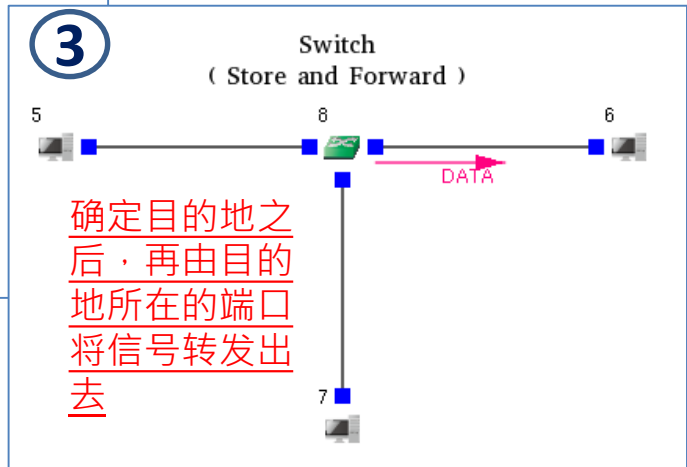 3
Switch
( Store and Forward )
5
8
6
DATA
确定目的地之
后，再由目的
地所在的端口
将信号转发出
去
7